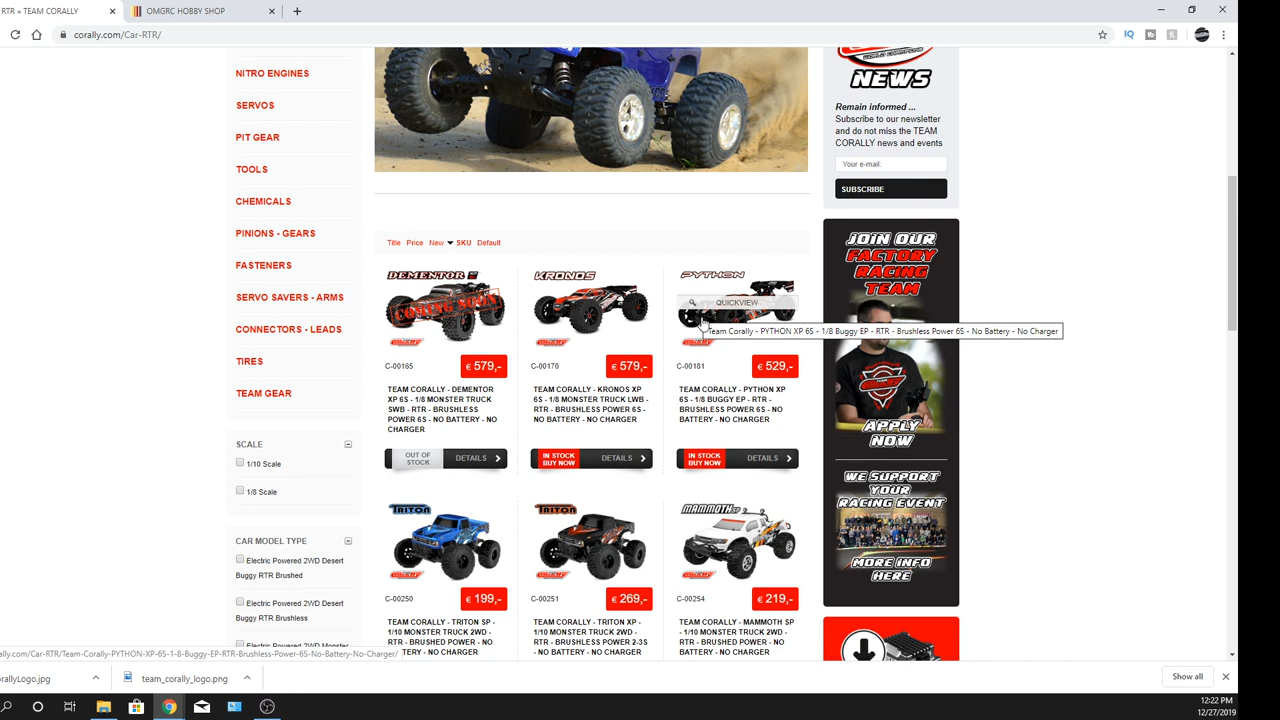 RTR » TEAM CORALLY
OMGRC HOBBY SHOP
corally.com/Car-RTR/
NITRO ENGINES
SERVOS
PIT GEAR
TOOLS
CHEMICALS
PINIONS - GEARS
FASTENERS
SERVO SAVERS - ARMS
CONNECTORS - LEADS
TIRES
TEAM GEAR
SCALE
1/10 Scale
1/8 Scale
CAR MODEL TYPE
Electric Powered 2WD Desert
Buggy RTR Brushed
Electric Powered 2WD Desert
Buggy RTR Brushless
Electric Powered 2WD Monster
Title Price New SKU Default
DEMENTOR
COMING SOON
CORALLY
C-00165
€ 579,-
TEAM CORALLY - DEMENTOR
XP 6S - 1/8 MONSTER TRUCK
SWB - RTR - BRUSHLESS
POWER 6S - NO BATTERY - NO
CHARGER
OUT OF
STOCK
DETAILS
KRONOS
CORALLY
C-00170
€ 579,-
TEAM CORALLY - KRONOS XP
6S - 1/8 MONSTER TRUCK LWB -
RTR - BRUSHLESS POWER 6S -
NO BATTERY - NO CHARGER
IN STOCK
BUY NOW
DETAILS
PYTHON
QUICKVIEW
Team Corally - PYTHON XP 6S - 1/8 Buggy EP - RTR - Brushless Power 6S - No Battery - No Charger
C-00181
€ 529,-
TEAM CORALLY - PYTHON XP
6S - 1/8 BUGGY EP - RTR -
BRUSHLESS POWER 6S - NO
BATTERY - NO CHARGER
IN STOCK
BUY NOW
DETAILS
TRITON
CORALLY
C-00250
€ 199,-
TEAM CORALLY - TRITON SP
- 1/10 MONSTER TRUCK 2WD
- RTR - BRUSHED POWER - NO
BATTERY - NO CHARGER
TRITON
CORALLY
C-00251
€ 269,-
TEAM CORALLY - TRITON XP
- 1/10 MONSTER TRUCK 2WD
- RTR - BRUSHLESS POWER 2-3S
- NO BATTERY - NO CHARGER
MAMMOTH SP
CORALLY
C-00254
€ 219,-
TEAM CORALLY - MAMMOTH SP
- 1/10 MONSTER TRUCK 2WD
- RTR - BRUSHED POWER - NO
BATTERY - NO CHARGER
NEWS
Remain informed ...
Subscribe to our newsletter
and do not miss the TEAM
CORALLY news and events
Your e-mail:
SUBSCRIBE
JOIN OUR
FACTORY
RACING
TEAM
APPLY
NOW
WE SUPPORT
YOUR
RACING EVENT
MORE INFO
HERE
ally.com/Car-RTR/Team-Corally-PYTHON-XP-6S-1-8-Buggy-EP-RTR-Brushless-Power-6S-No-Battery-No-Charger/
orallyLogo.jpg
team_corally_logo.png
Show all
12:22 PM
12/27/2019